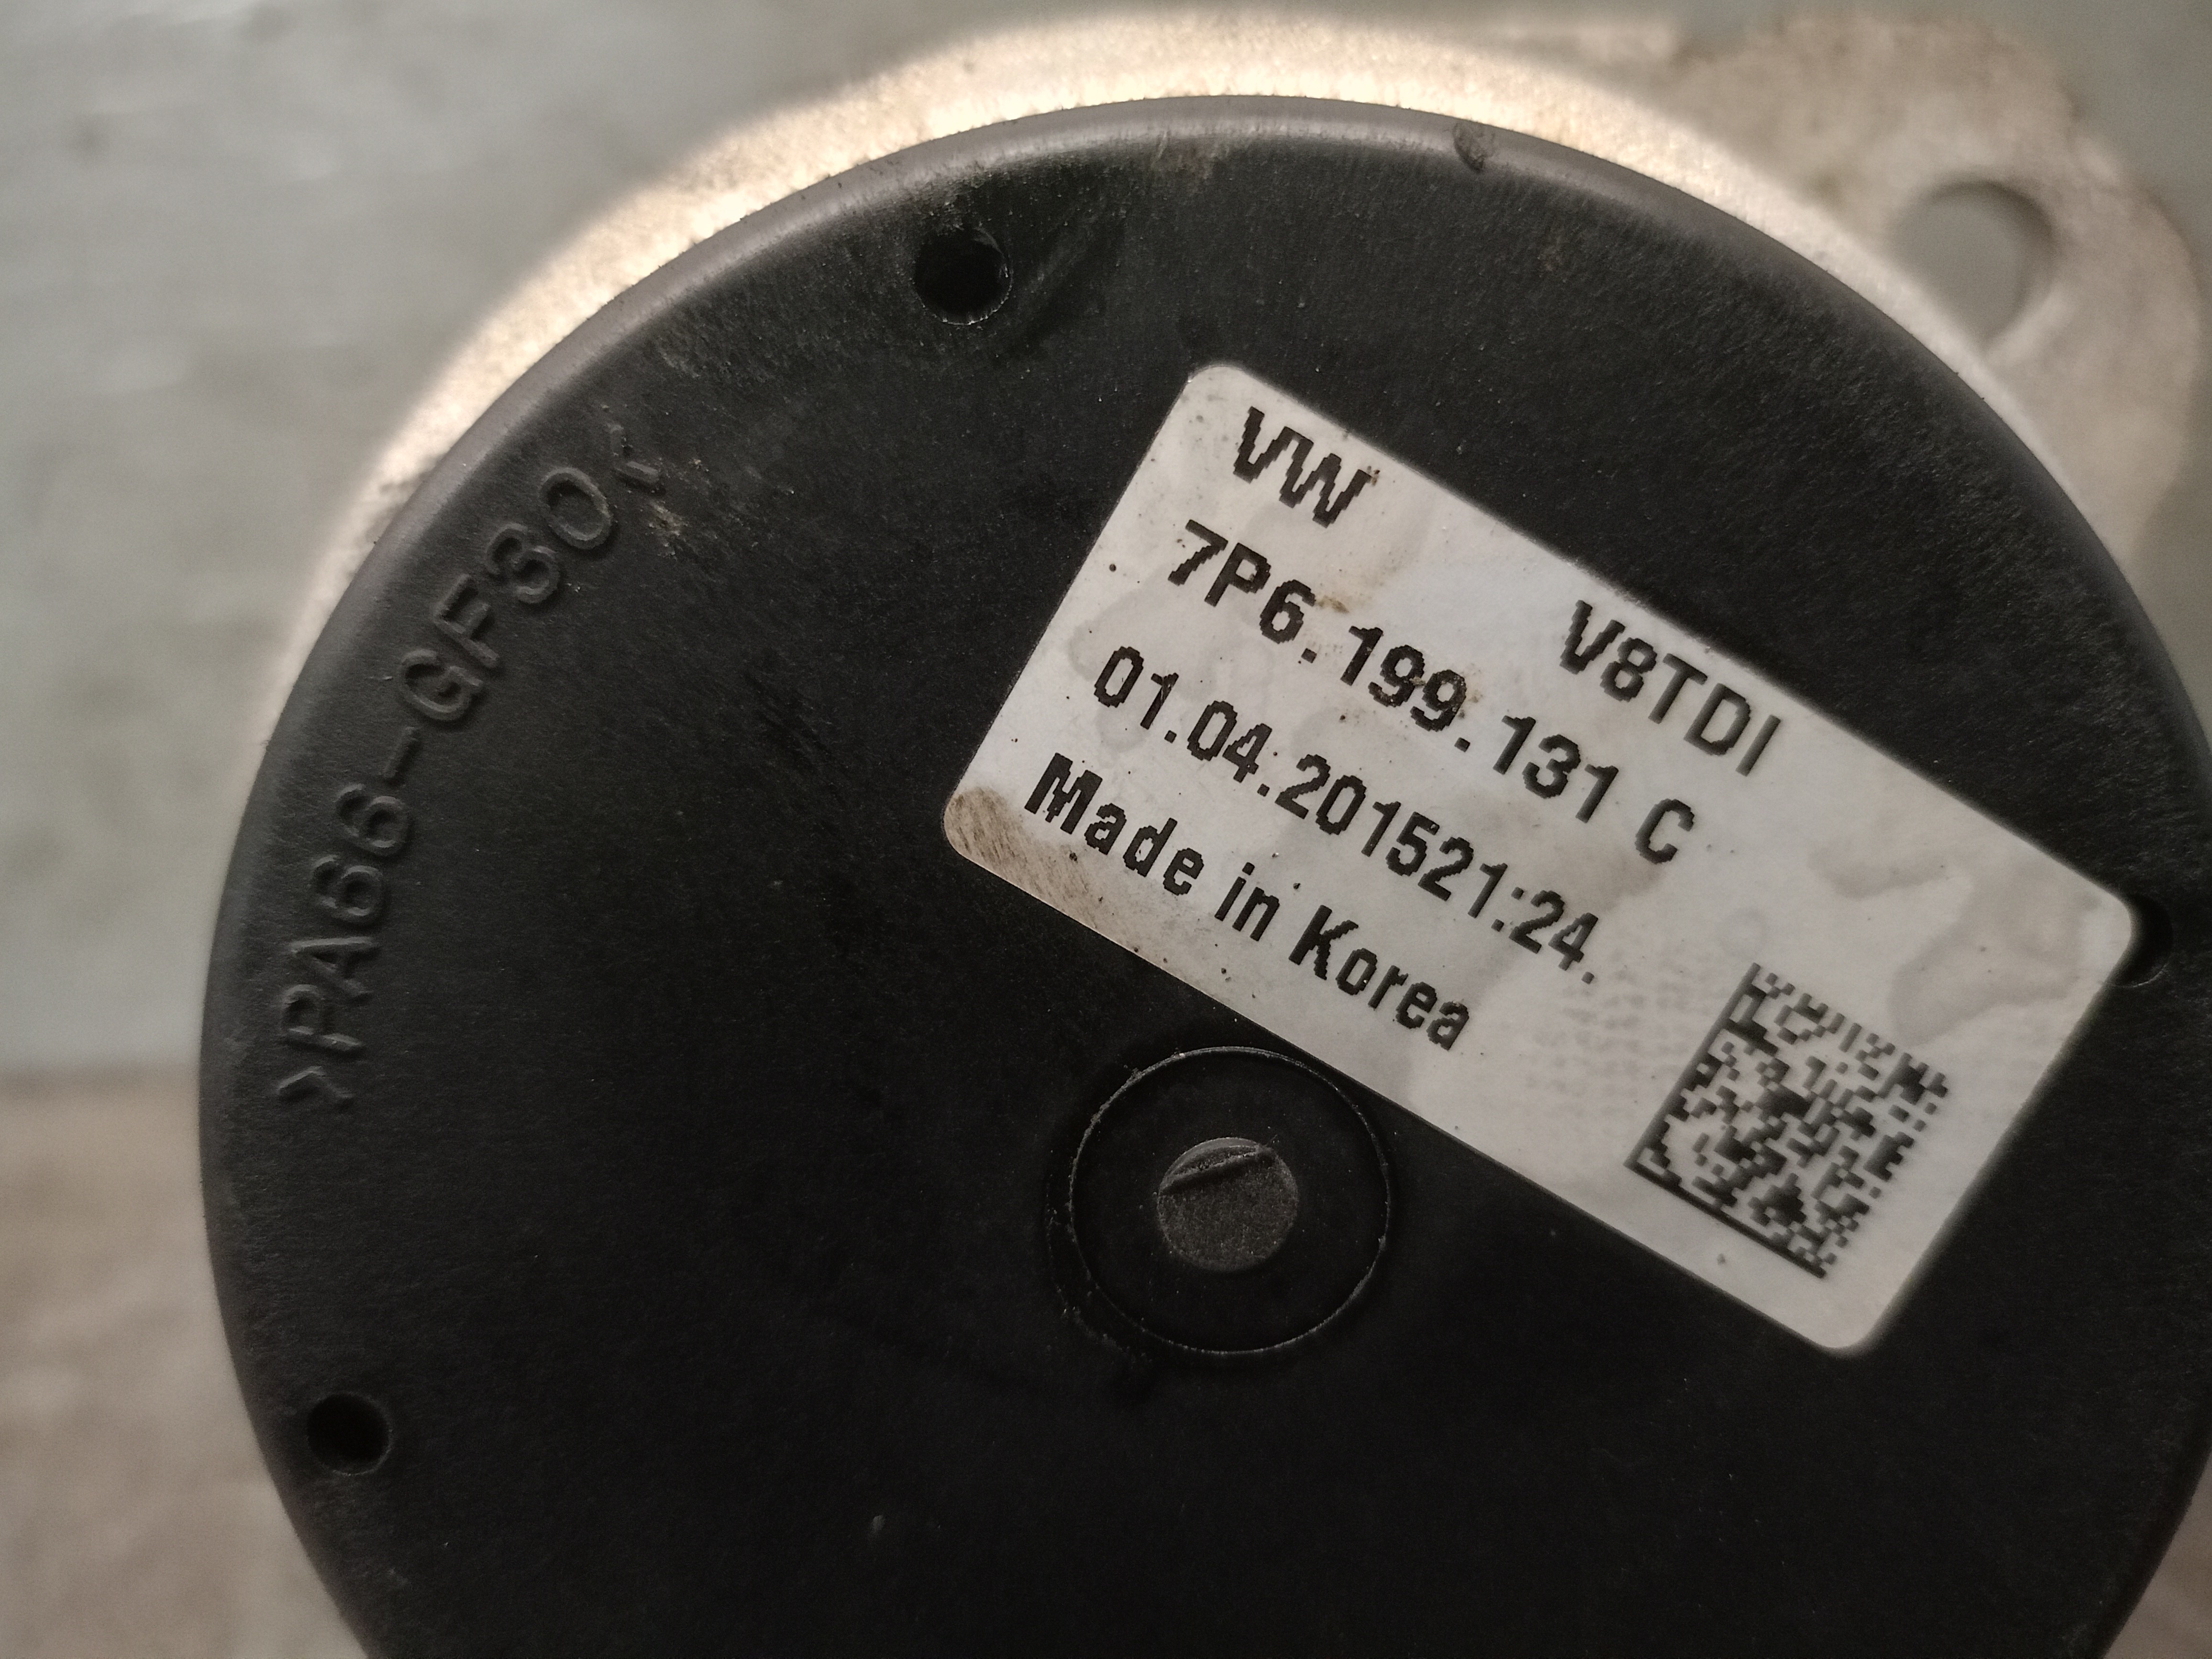 VW
V8TDI
7P6.199.131 C
01.04.201521:24.
Made in Korea
>PA66-GF30<